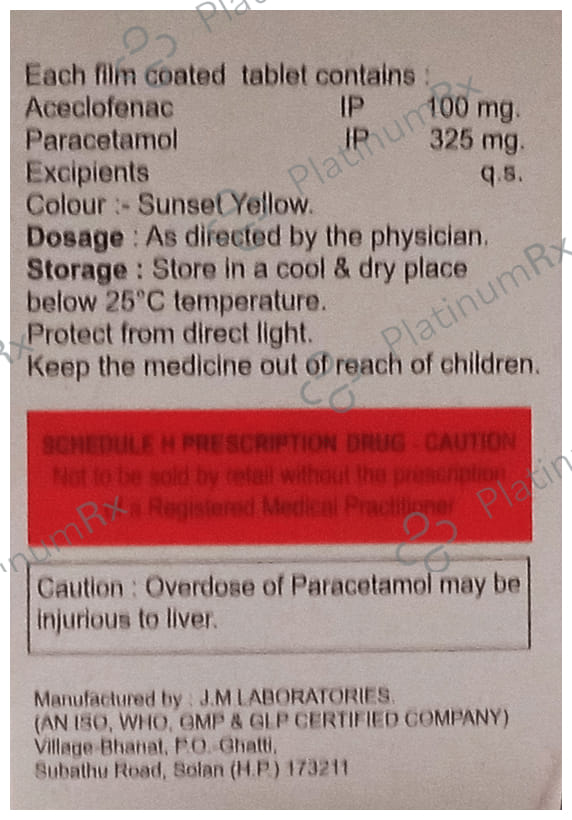 Each film coated tablet contains :
Aceclofenac IP 100 mg.
Paracetamol IP 325 mg.
Excipients q.s.
Colour :- Sunset Yellow.
Dosage : As directed by the physician.
Storage : Store in a cool & dry place
below 25°C temperature.
Protect from direct light.
Keep the medicine out of reach of children.
SCHEDULE H PRESCRIPTION DRUG - CAUTION
Not to be sold by retail without the prescription
of a Registered Medical Practitioner
Caution : Overdose of Paracetamol may be
injurious to liver.
Manufactured by : J.M LABORATORIES.
(AN ISO, WHO, GMP & GLP CERTIFIED COMPANY)
Village-Bhanat, P.O.-Ghatti,
Subathu Road, Solan (H.P.) 173211
PlatinumRx
PlatinumRx
PlatinumRx
PlatinumRx